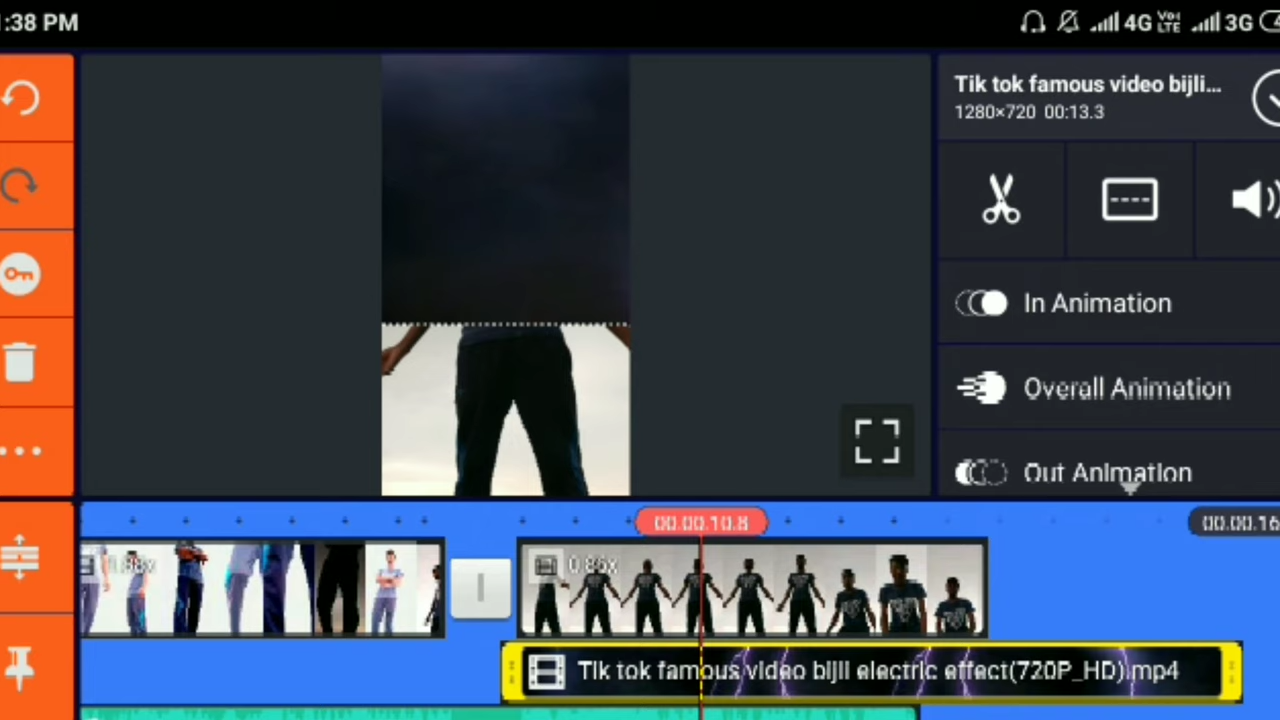 :38 PM
4G VoLTE 3G
Tik tok famous video bijli...
1280×720 00:13.3
In Animation
Overall Animation
Out Animation
00.00.10.8
00.00.16
0.86x
Tik tok famous video bijli electric effect(720P_HD).mp4